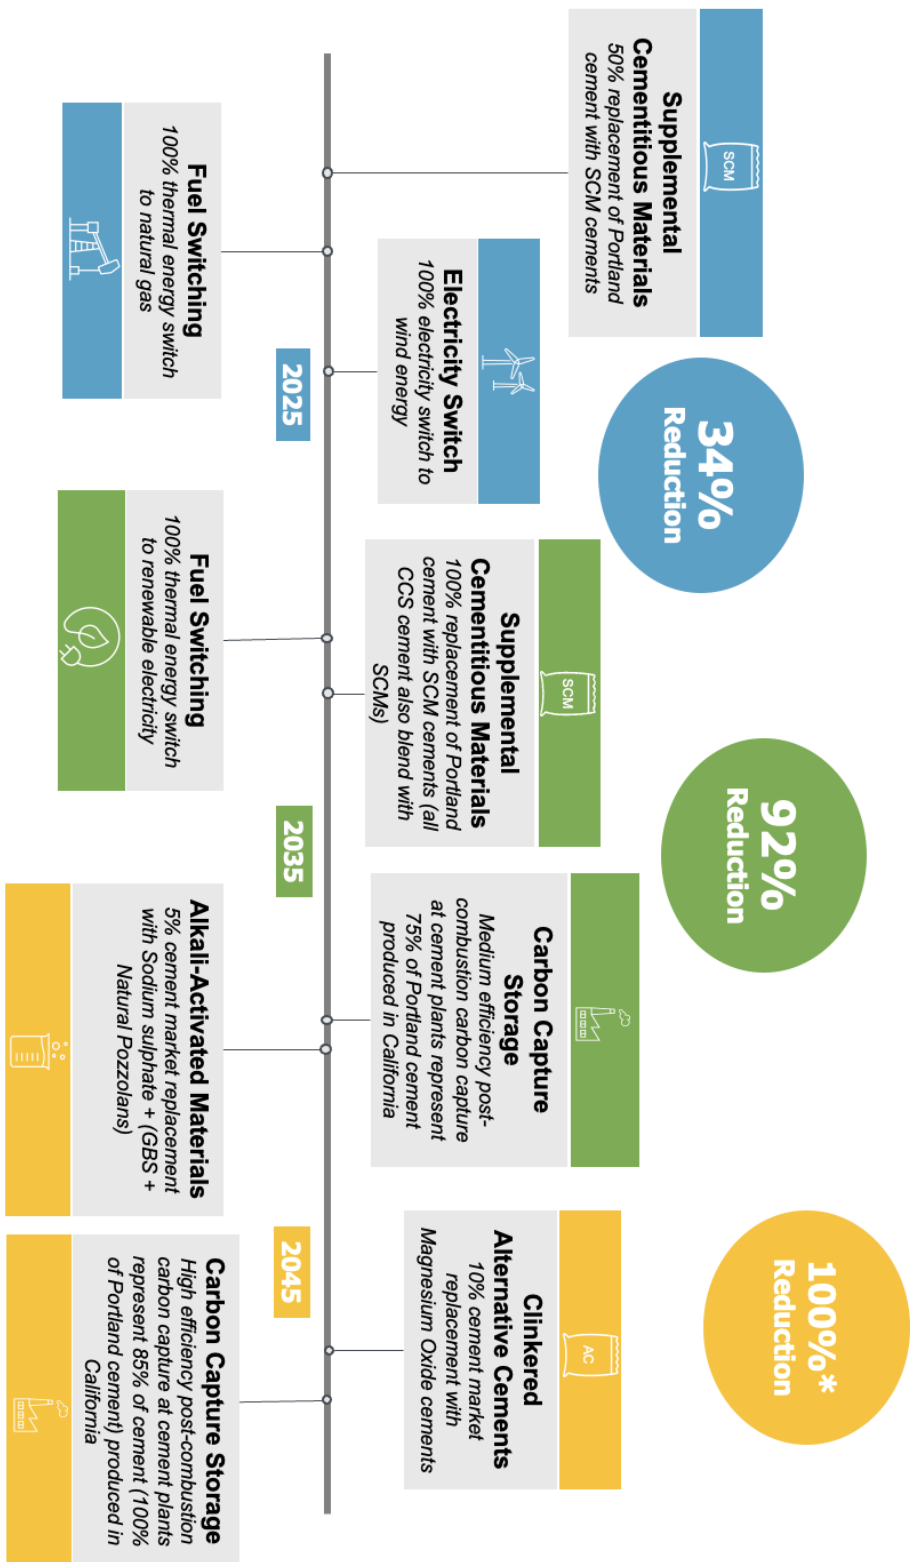 SCM
Supplemental
Cementitious Materials
50% replacement of Portland
cement with SCM cements
34%
Reduction
Electricity Switch
100% electricity switch to
wind energy
2025
Fuel Switching
100% thermal energy switch
to natural gas
92%
Reduction
SCM
Supplemental
Cementitious Materials
100% replacement of Portland
cement with SCM cements (all
CCS cement also blend with
SCMs)
Carbon Capture
Storage
Medium efficiency post-
combustion carbon capture
at cement plants represent
75% of Portland cement
produced in California
2035
Fuel Switching
100% thermal energy switch
to renewable electricity
100%*
Reduction
AC
Clinkered
Alternative Cements
10% cement market
replacement with
Magnesium Oxide cements
2045
Alkali-Activated Materials
5% cement market replacement
with Sodium sulphate + (GBS +
Natural Pozzolans)
Carbon Capture Storage
High efficiency post-combustion
carbon capture at cement plants
represent 85% of cement (100%
of Portland cement) produced in
California